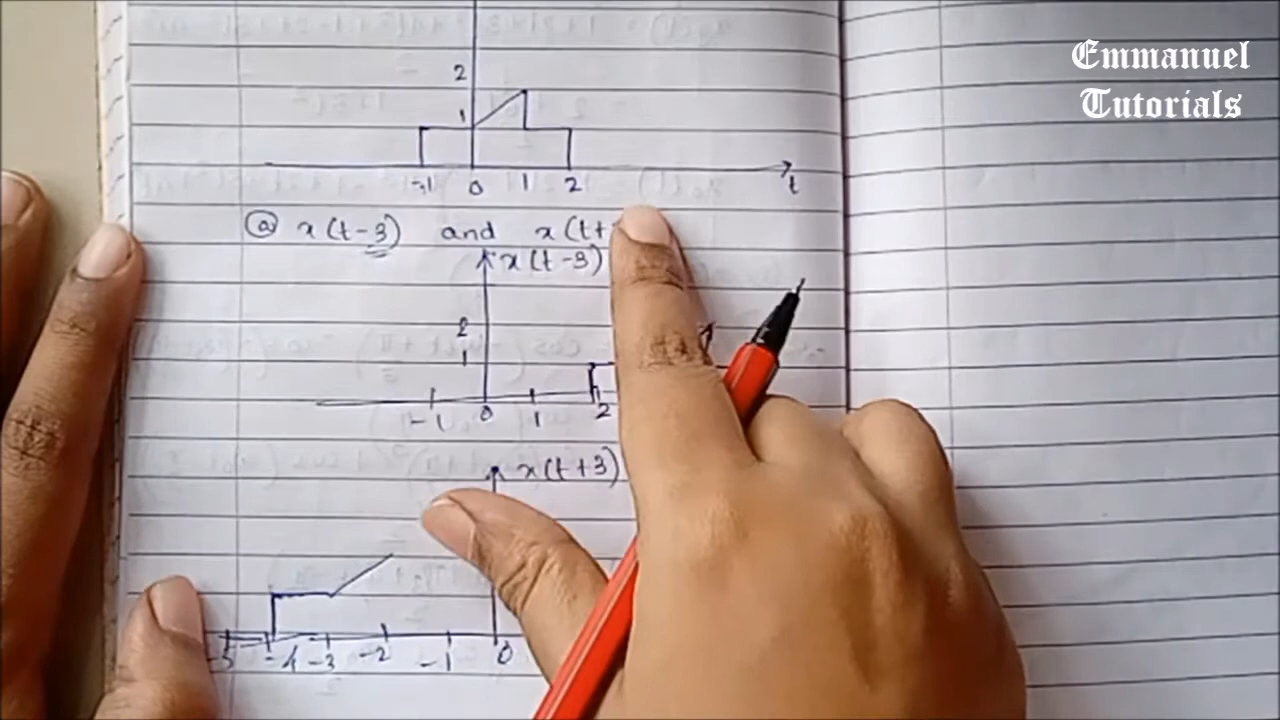 Emmanuel
Tutorials
2
1
-1 0 1 2 t
(a) x(t-3) and x(t+
x(t-3)
2
1
-1 0 1 2
x(t+3)
-5 -4 -3 -2 -1 0